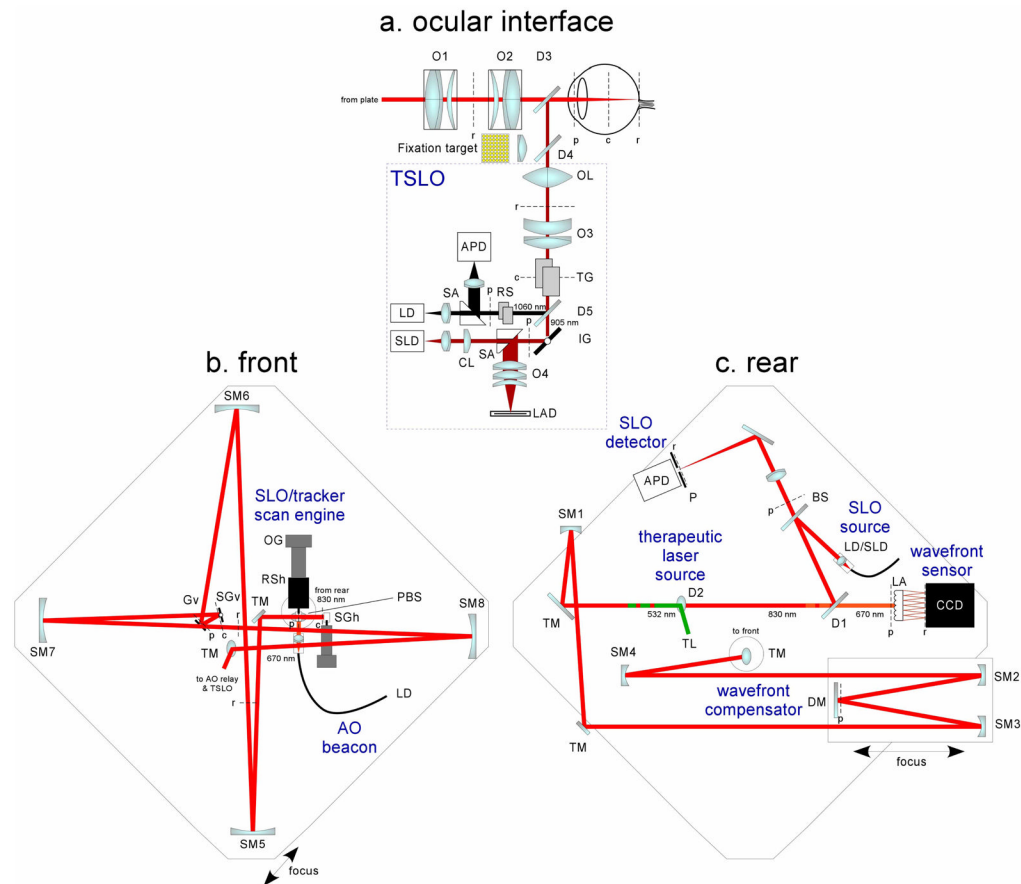 a. ocular interface
O1
O2
D3
from plate
r
p
c
r
Fixation target
D4
TSLO
OL
r
O3
APD
c
TG
SA
p
RS
1060 nm
D5
LD
p
905 nm
SLD
IG
CL
SA
O4
LAD
b. front
SM6
SLO/tracker
scan engine
OG
RSh
from rear
830 nm
PBS
Gv
SGv
r
TM
SGh
SM8
p
c
p
c
SM7
TM
670 nm
to AO relay
& TSLO
r
LD
AO
beacon
SM5
focus
c. rear
SLO
detector
r
APD
P
BS
p
SM1
SLO
source
LD/SLD
therapeutic
laser
source
wavefront
sensor
D2
LA
CCD
TM
532 nm
830 nm
670 nm
TL
D1
p
r
to front
TM
SM4
SM2
wavefront
compensator
DM
p
SM3
TM
focus